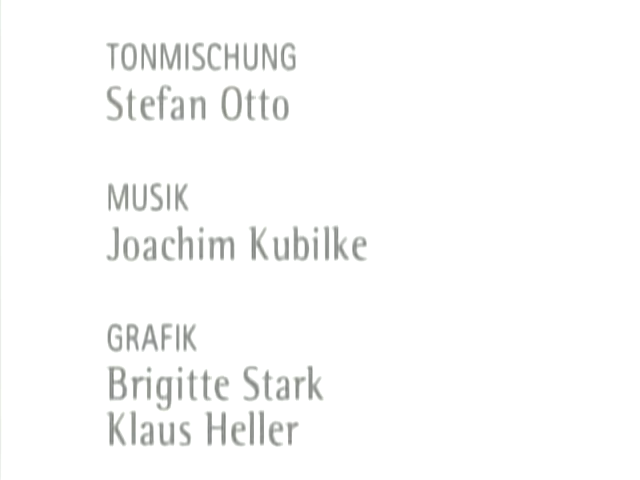 TONMISCHUNG
Stefan Otto
MUSIK
Joachim Kubilke
GRAFIK
Brigitte Stark
Klaus Heller